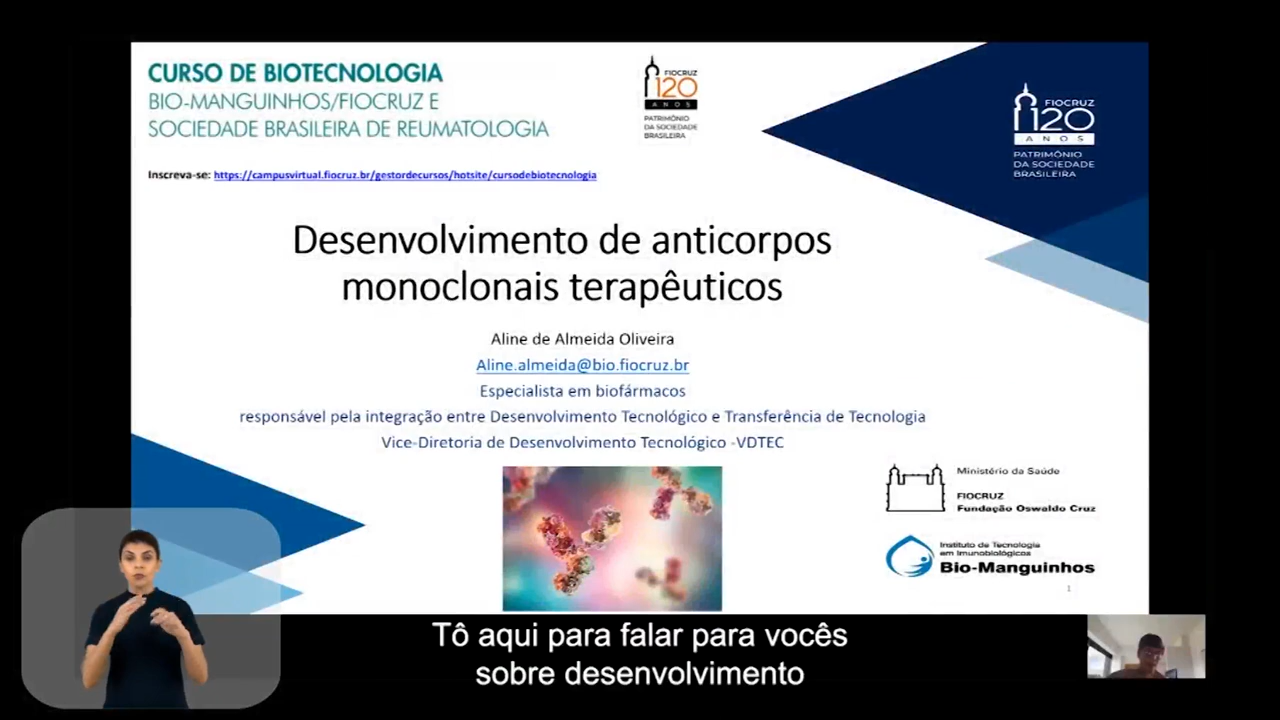 CURSO DE BIOTECNOLOGIA
BIO-MANGUINHOS/FIOCRUZ E
SOCIEDADE BRASILEIRA DE REUMATOLOGIA
FIOCRUZ
120
ANOS
PATRIMÔNIO
DA SOCIEDADE
BRASILEIRA
FIOCRUZ
120
ANOS
PATRIMÔNIO
DA SOCIEDADE
BRASILEIRA
Inscreva-se: https://campusvirtual.fiocruz.br/gestordecursos/hotsite/cursodebiotecnologia
Desenvolvimento de anticorpos
monoclonais terapêuticos
Aline de Almeida Oliveira
Aline.almeida@bio.fiocruz.br
Especialista em biofármacos
responsável pela integração entre Desenvolvimento Tecnológico e Transferência de Tecnologia
Vice-Diretoria de Desenvolvimento Tecnológico -VDTEC
Ministério da Saúde
FIOCRUZ
Fundação Oswaldo Cruz
Instituto de Tecnologia
em Imunobiológicos
Bio-Manguinhos
1
Tô aqui para falar para vocês
sobre desenvolvimento